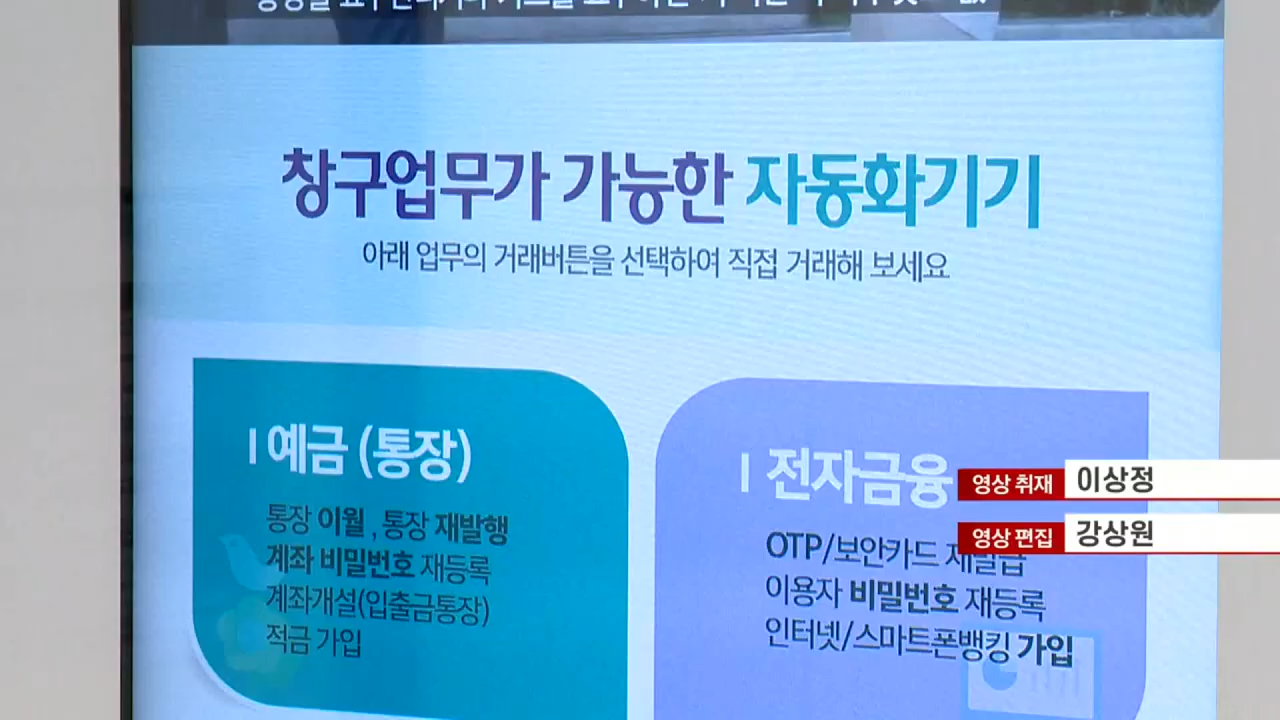 창구업무가 가능한 자동화기기
아래 업무의 거래버튼을 선택하여 직접 거래해 보세요
예금 (통장)
통장 이월 , 통장 재발행
계좌 비밀번호 재등록
계좌개설(입출금통장)
적금 가입
전자금융
OTP/보안카드 재발급
이용자 비밀번호 재등록
인터넷/스마트폰뱅킹 가입
영상 취재 이상정
영상 편집 강상원